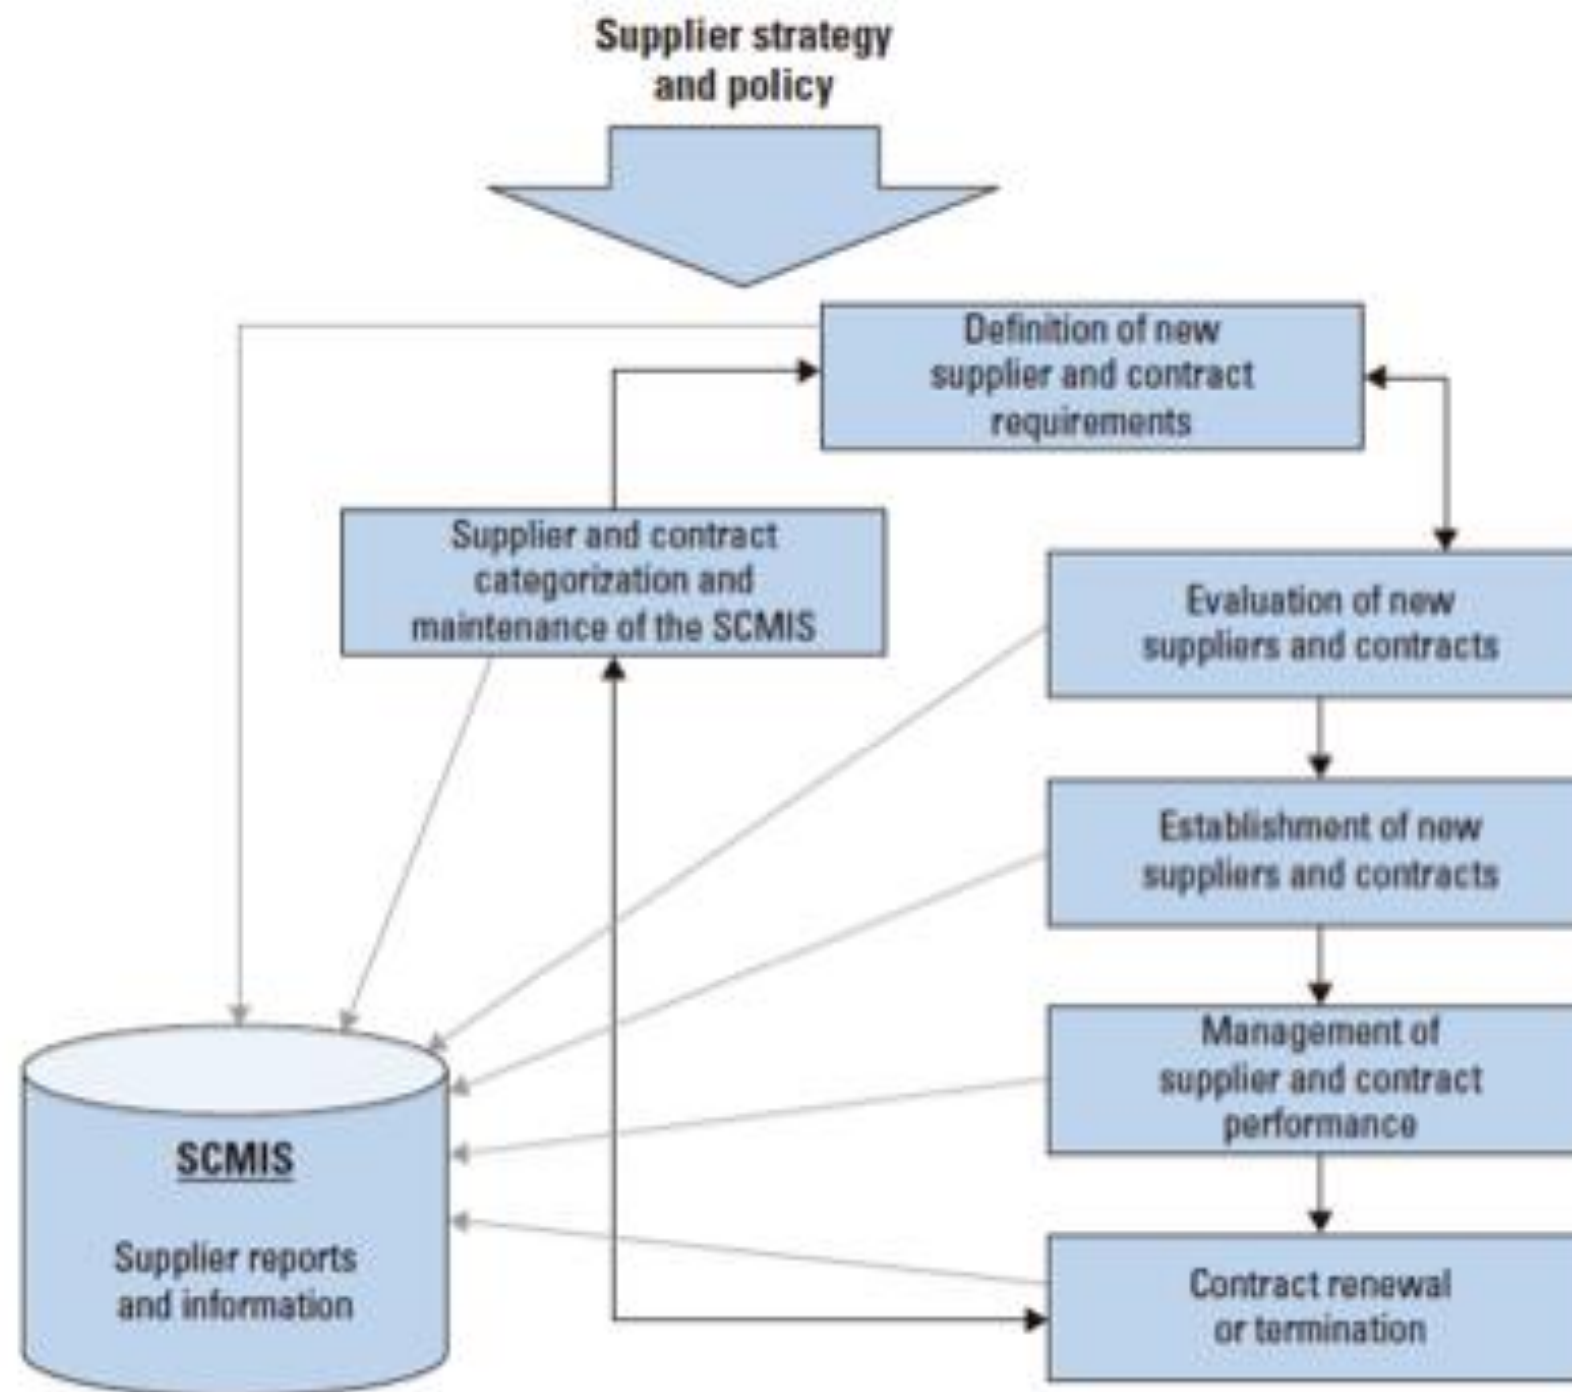 Supplier strategy
and policy
Definition of new
supplier and contract
requirements
Supplier and contract
categorization and
maintenance of the SCMIS
Evaluation of new
suppliers and contracts
Establishment of new
suppliers and contracts
Management of
supplier and contract
performance
SCMIS
Supplier reports
and information
Contract renewal
or termination